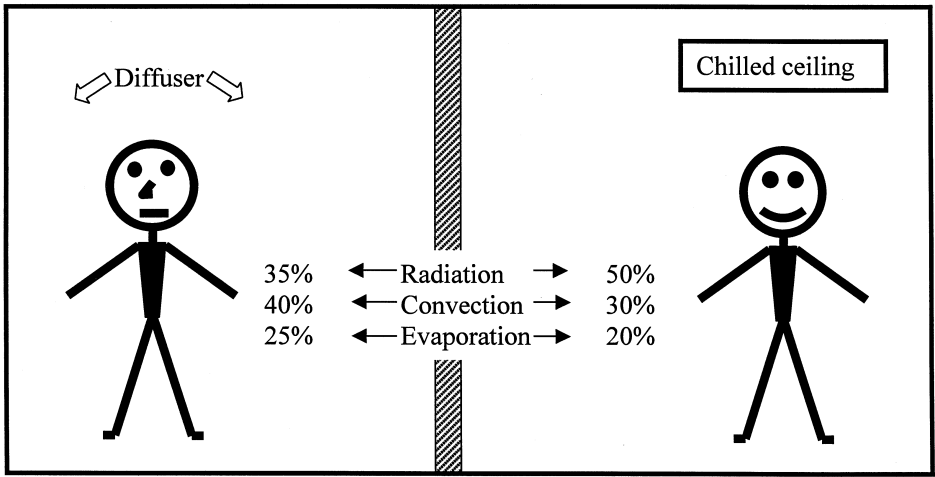 Diffuser
Chilled ceiling
35% Radiation 50%
40% Convection 30%
25% Evaporation 20%